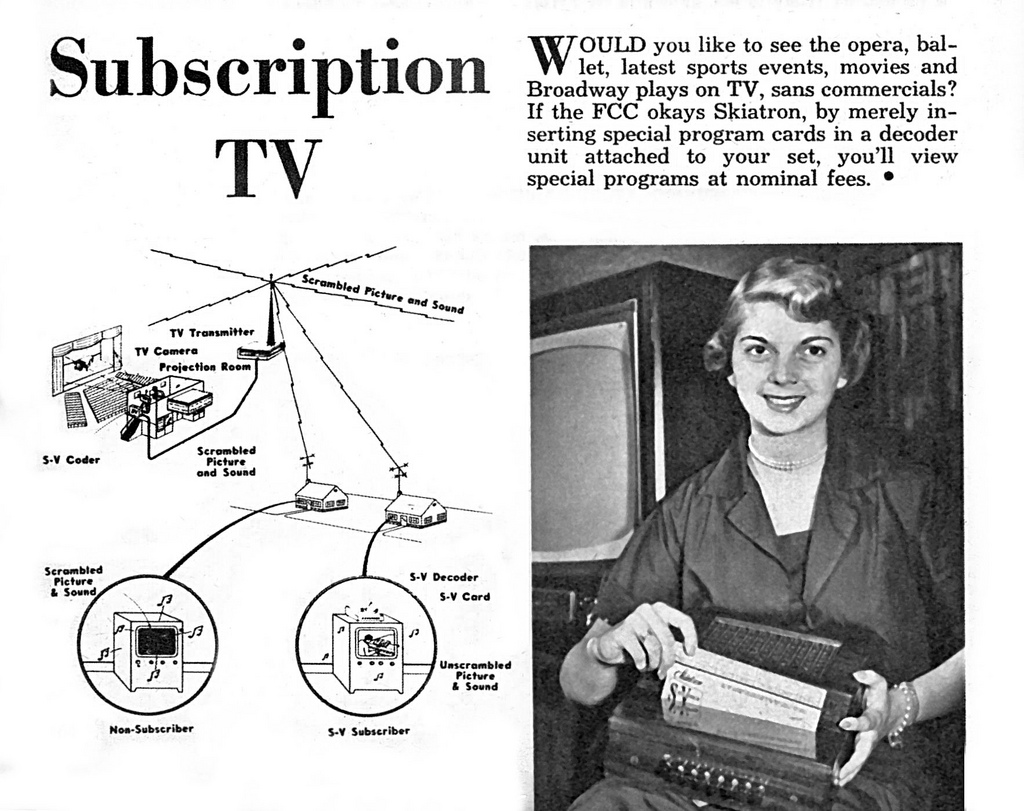 Subscription
TV
WOULD you like to see the opera, bal-
let, latest sports events, movies and
Broadway plays on TV, sans commercials?
If the FCC okays Skiatron, by merely in-
serting special program cards in a decoder
unit attached to your set, you'll view
special programs at nominal fees. •
Scrambled Picture and Sound
TV Transmitter
TV Camera
Projection Room
S-V Coder
Scrambled
Picture
and Sound
Scrambled
Picture
& Sound
S-V Decoder
S-V Card
Unscrambled
Picture
& Sound
Non-Subscriber
S-V Subscriber
Skiatron
S-V